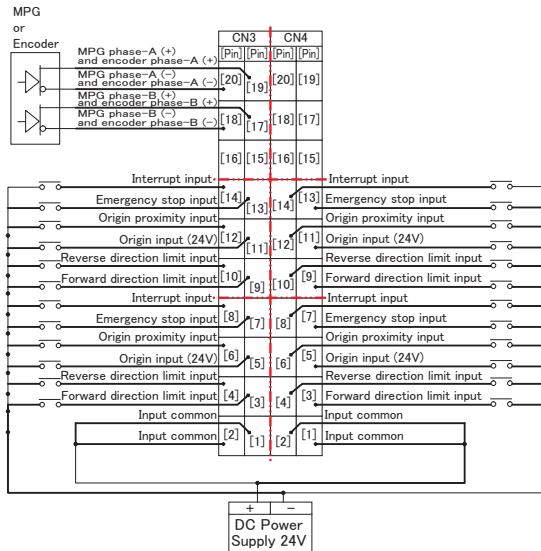 MPG
or
Encoder
CN3 CN4
[Pin] [Pin] [Pin] [Pin]
MPG phase-A (+)
and encoder phase-A (+)
MPG phase-A (-)
and encoder phase-A (-)
[20] [19] [20] [19]
MPG phase-B (+)
and encoder phase-B (+)
MPG phase-B (-)
and encoder phase-B (-)
[18] [17] [18] [17]
[16] [15] [16] [15]
Interrupt input Interrupt input
[14] [13] [14] [13]
Emergency stop input Emergency stop input
Origin proximity input Origin proximity input
[12] [11] [12] [11]
Origin input (24V) Origin input (24V)
Reverse direction limit input Reverse direction limit input
[10] [9] [10] [9]
Forward direction limit input Forward direction limit input
Interrupt input Interrupt input
[8] [7] [8] [7]
Emergency stop input Emergency stop input
Origin proximity input Origin proximity input
[6] [5] [6] [5]
Origin input (24V) Origin input (24V)
Reverse direction limit input Reverse direction limit input
[4] [3] [4] [3]
Forward direction limit input Forward direction limit input
Input common Input common
[2] [1] [2] [1]
Input common Input common
+ -
DC Power
Supply 24V